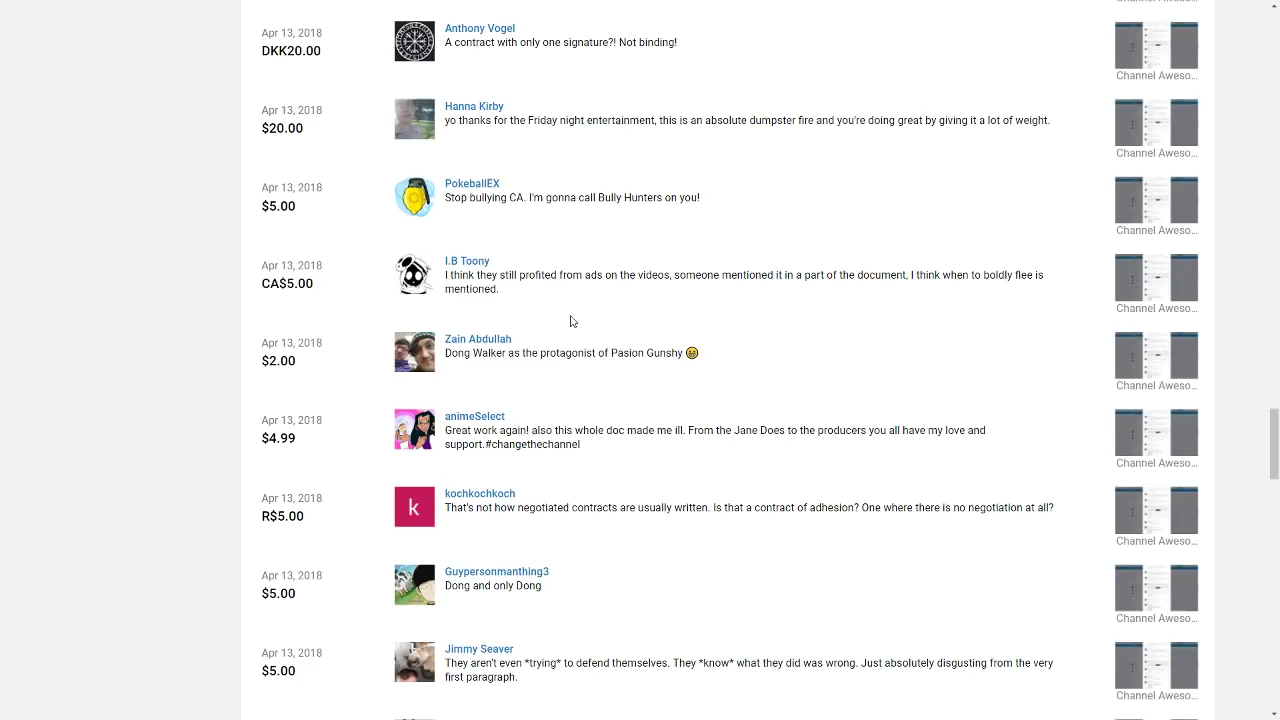 Channel Aweso...
Apr 13, 2018
DKK20.00
Anthony Vogel
A contract with only one signature?! Not binding!
Channel Aweso...
Apr 13, 2018
$20.00
Hanna Kirby
yo thanks for the Friday night entertainment, this is an absolute dumpster fire and you're doing great by giving it a lot of weight.
Channel Aweso...
Apr 13, 2018
$5.00
PokeballEX
Stop bullying CA. I'm gonna call Bully Hunters on you!
Channel Aweso...
Apr 13, 2018
CA$5.00
I.B Toony
I think they still profited from ads on the videos, someone mentioned it in a part of the document, I think when to boldly flee is
mentioned.
Channel Aweso...
Apr 13, 2018
$2.00
Zain Abdullah
Dong Walker as the protagonist of Pasion Gunshy 😆
Channel Aweso...
Apr 13, 2018
$4.99
animeSelect
Great work again! Also this whole doc made me ill. From the Jane Does to the producers you all have my love and
support.#changethechannel
Channel Aweso...
Apr 13, 2018
R$5.00
kochkochkoch
That's not how negotiated contracts are usually written. Is that a contract of adhesion? One where there is no negotiation at all?
Channel Aweso...
Apr 13, 2018
$5.00
Guypersonmanthing3
Dong and only Dong
Channel Aweso...
Apr 13, 2018
$5.00
Jimmy Seaver
They aren't even *trying* to defend themselves. They *know* what they did was wrong. Just absolutely disgusting from the very
first paragraph.
Channel Aweso...